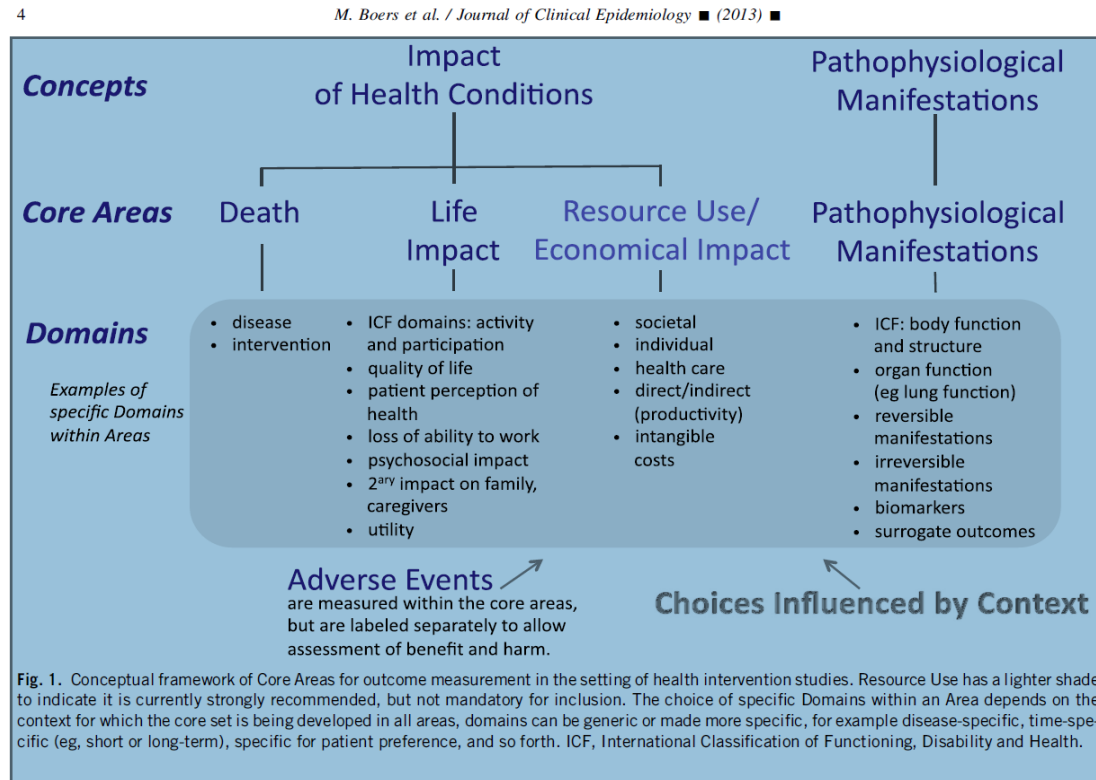 4
M. Boers et al. / Journal of Clinical Epidemiology ■ (2013) ■
Concepts
Impact
of Health Conditions
Pathophysiological
Manifestations
Core Areas
Death
Life
Impact
Resource Use/
Economical Impact
Pathophysiological
Manifestations
Domains
Examples of
specific Domains
within Areas
• disease
• intervention
• ICF domains: activity
and participation
• quality of life
• patient perception of
health
• loss of ability to work
• psychosocial impact
• 2ary impact on family,
caregivers
• utility
• societal
• individual
• health care
• direct/indirect
(productivity)
• intangible
costs
• ICF: body function
and structure
• organ function
(eg lung function)
• reversible
manifestations
• irreversible
manifestations
• biomarkers
• surrogate outcomes
Adverse Events
are measured within the core areas,
but are labeled separately to allow
assessment of benefit and harm.
Choices Influenced by Context
Fig. 1. Conceptual framework of Core Areas for outcome measurement in the setting of health intervention studies. Resource Use has a lighter shade
to indicate it is currently strongly recommended, but not mandatory for inclusion. The choice of specific Domains within an Area depends on the
context for which the core set is being developed in all areas, domains can be generic or made more specific, for example disease-specific, time-spe-
cific (eg, short or long-term), specific for patient preference, and so forth. ICF, International Classification of Functioning, Disability and Health.